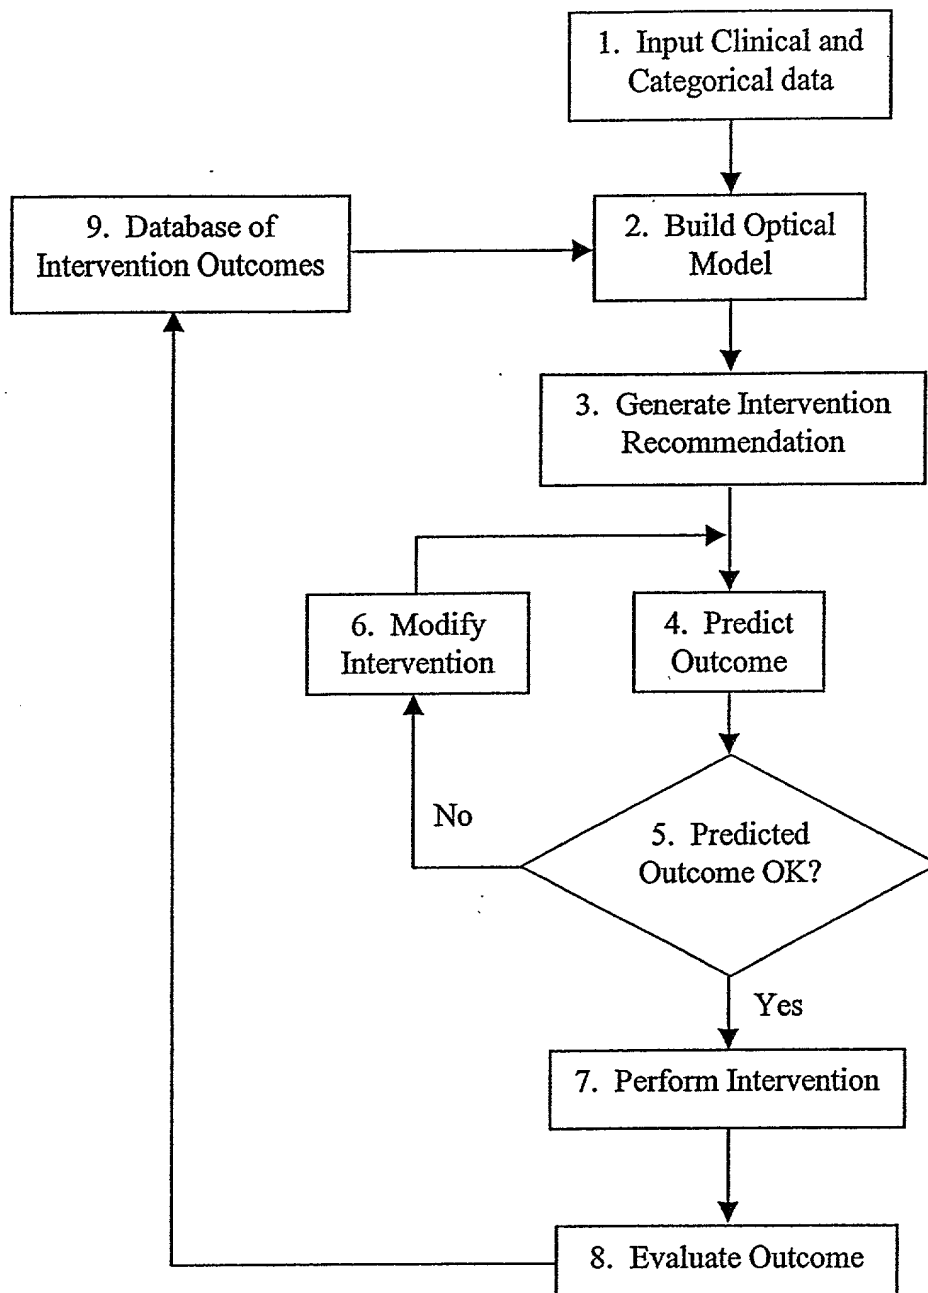 1. Input Clinical and
Categorical data
9. Database of
Intervention Outcomes
2. Build Optical
Model
3. Generate Intervention
Recommendation
6. Modify
Intervention
4. Predict
Outcome
No
5. Predicted
Outcome OK?
Yes
7. Perform Intervention
8. Evaluate Outcome